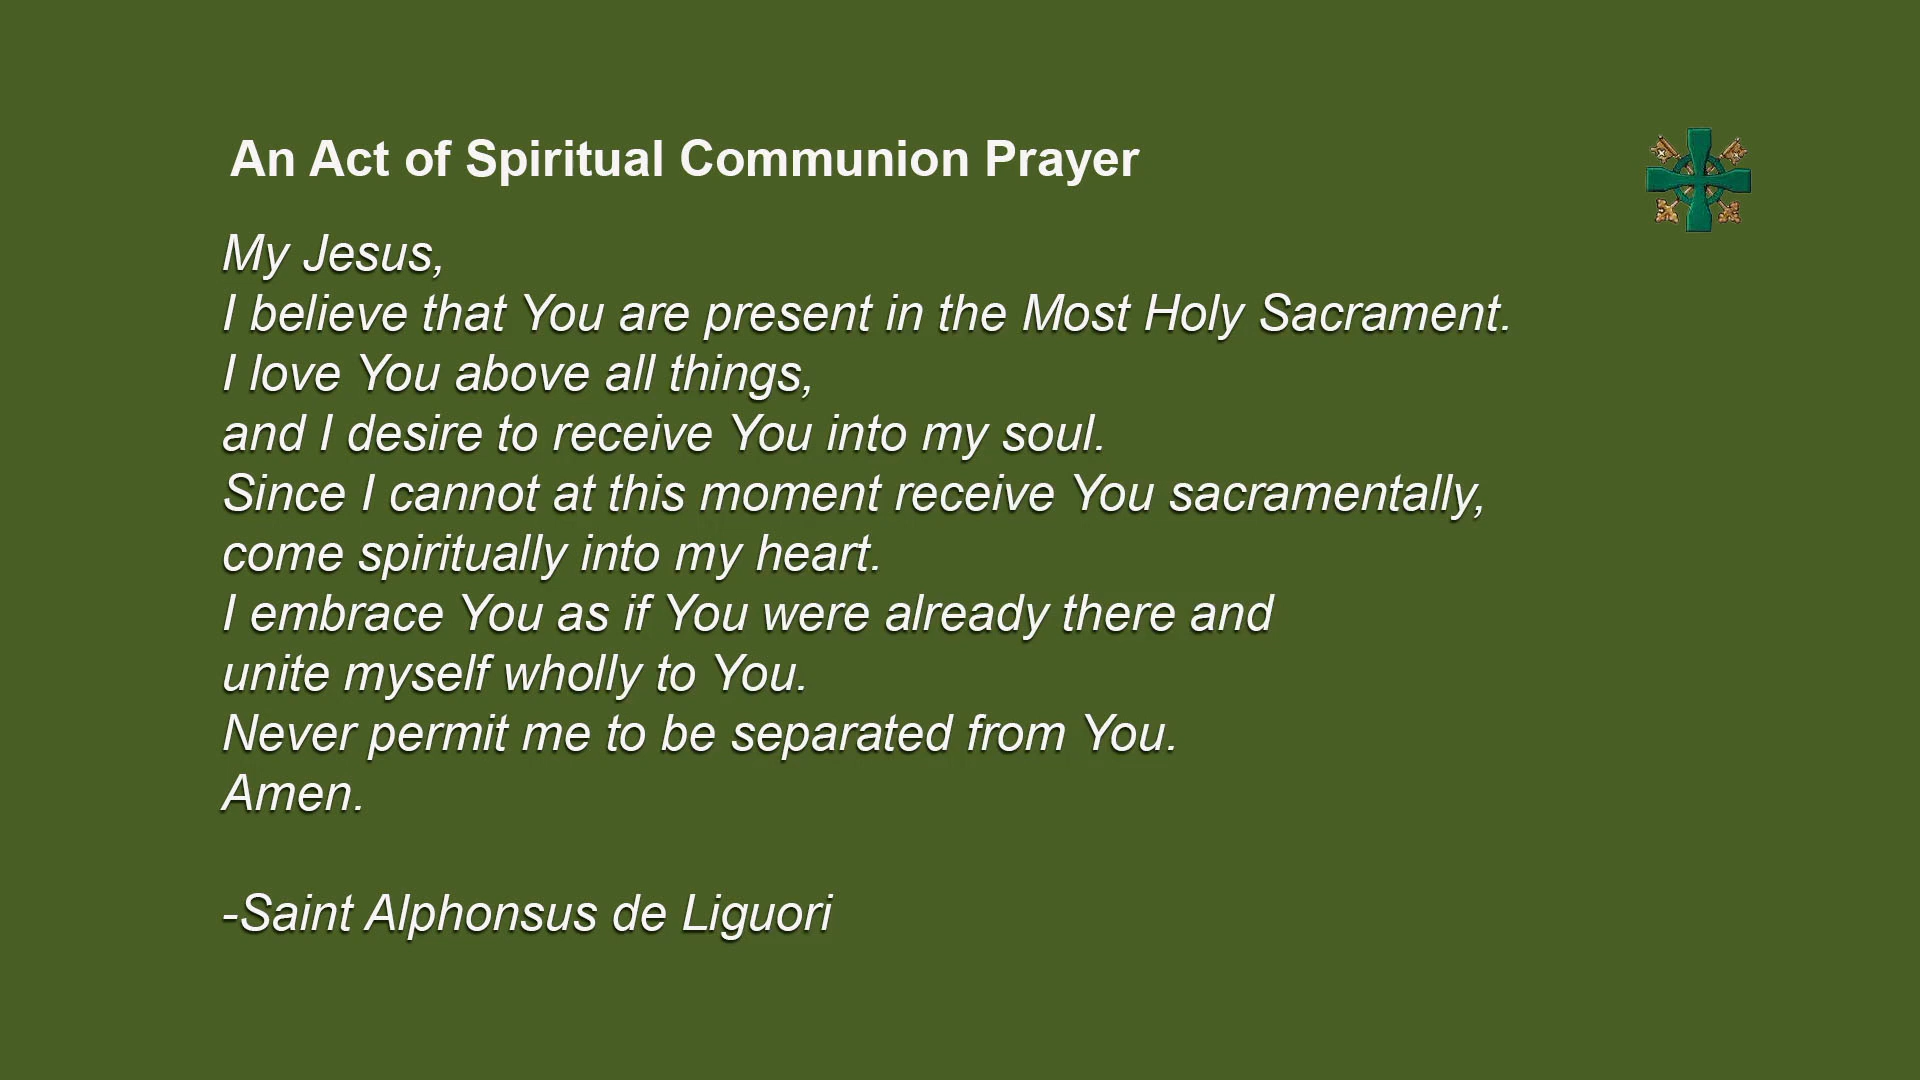 An Act of Spiritual Communion Prayer
My Jesus,
I believe that You are present in the Most Holy Sacrament.
I love You above all things,
and I desire to receive You into my soul.
Since I cannot at this moment receive You sacramentally,
come spiritually into my heart.
I embrace You as if You were already there and
unite myself wholly to You.
Never permit me to be separated from You.
Amen.
-Saint Alphonsus de Liguori